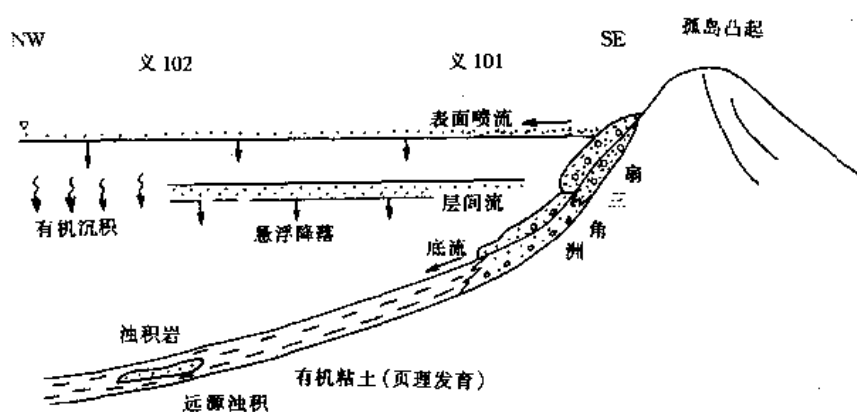 NW
SE
孤岛凸起
义 102
义 101
表面喷流
扇三角洲
层间流
有机沉积
悬浮降落
底流
浊积岩
有机粘土(页理发育)
远源浊积